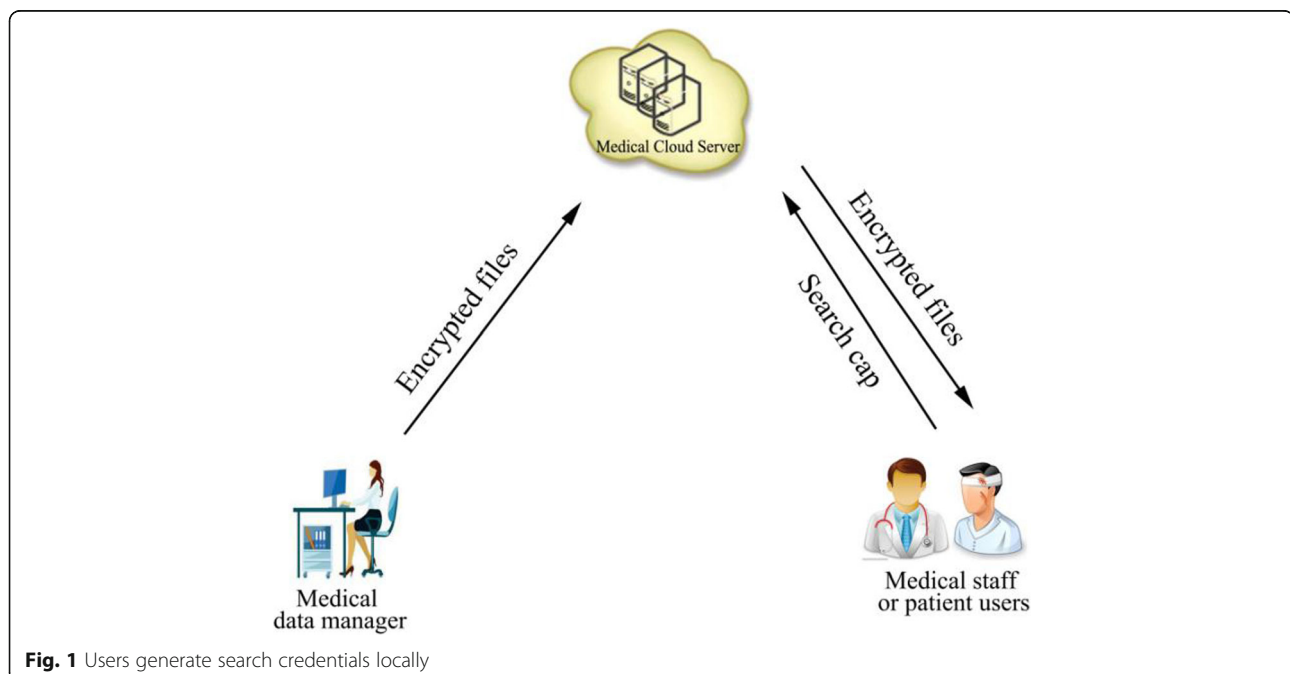 Medical Cloud Server
Encrypted files
Encrypted files
Search cap
Medical
data manager
Medical staff
or patient users
Fig. 1 Users generate search credentials locally